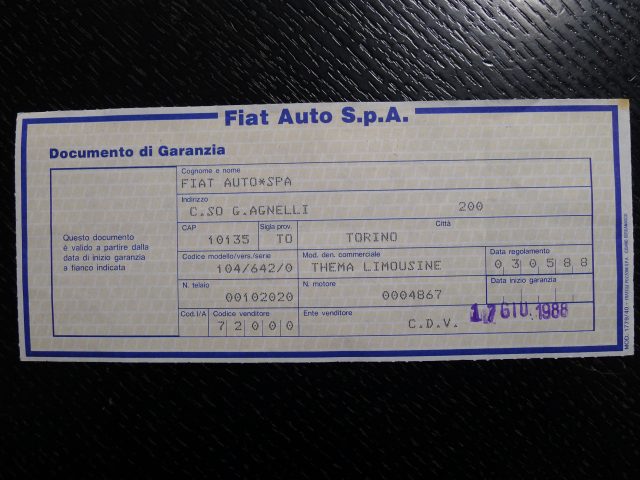 Fiat Auto S.p.A.
Documento di Garanzia
Questo documento
è valido a partire dalla
data di inizio garanzia
a fianco indicata
Cognome e nome
FIAT AUTO*SPA
Indirizzo
C.SO G.AGNELLI 200
CAP Sigla prov. Città
10135 TO TORINO
Codice modello/vers./serie Mod. den. commerciale Data regolamento
104/642/0 THEMA LIMOUSINE 030588
N. telaio N. motore Data inizio garanzia
00102020 0004867
17 GIU. 1988
Cod.I/A Codice venditore Ente venditore
72000 C.D.V.